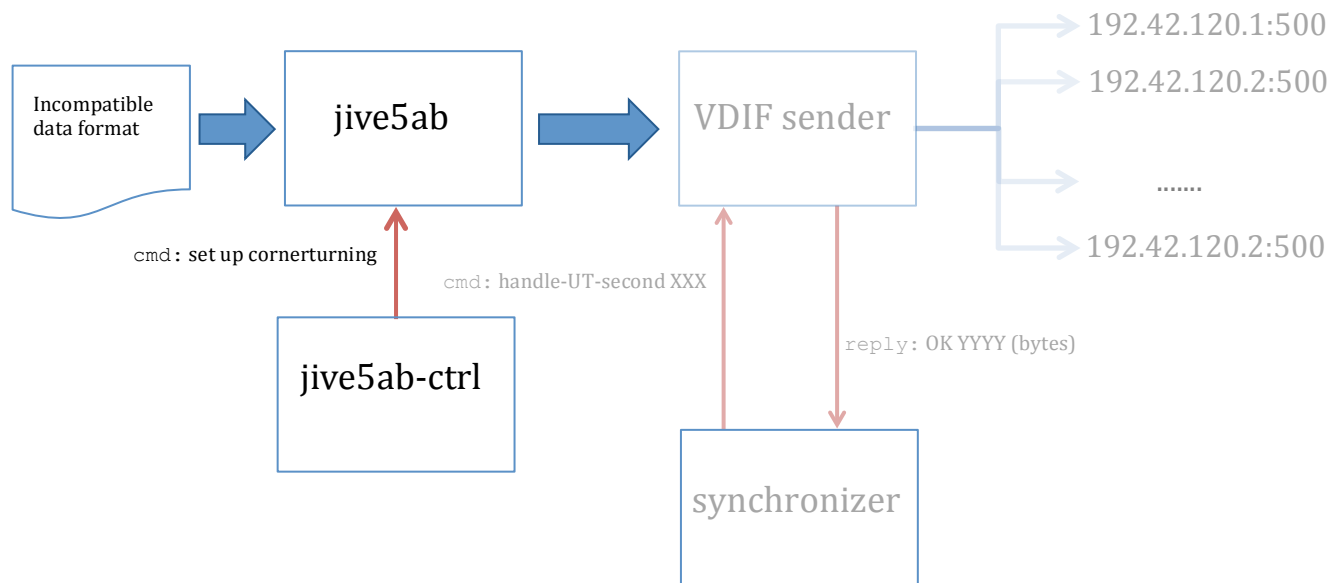 192.42.120.1:500
Incompatible
data format
jive5ab
VDIF sender
192.42.120.2:500
.......
192.42.120.2:500
cmd: set up cornerturning
cmd: handle-UT-second XXX
reply: OK YYYY (bytes)
jive5ab-ctrl
synchronizer